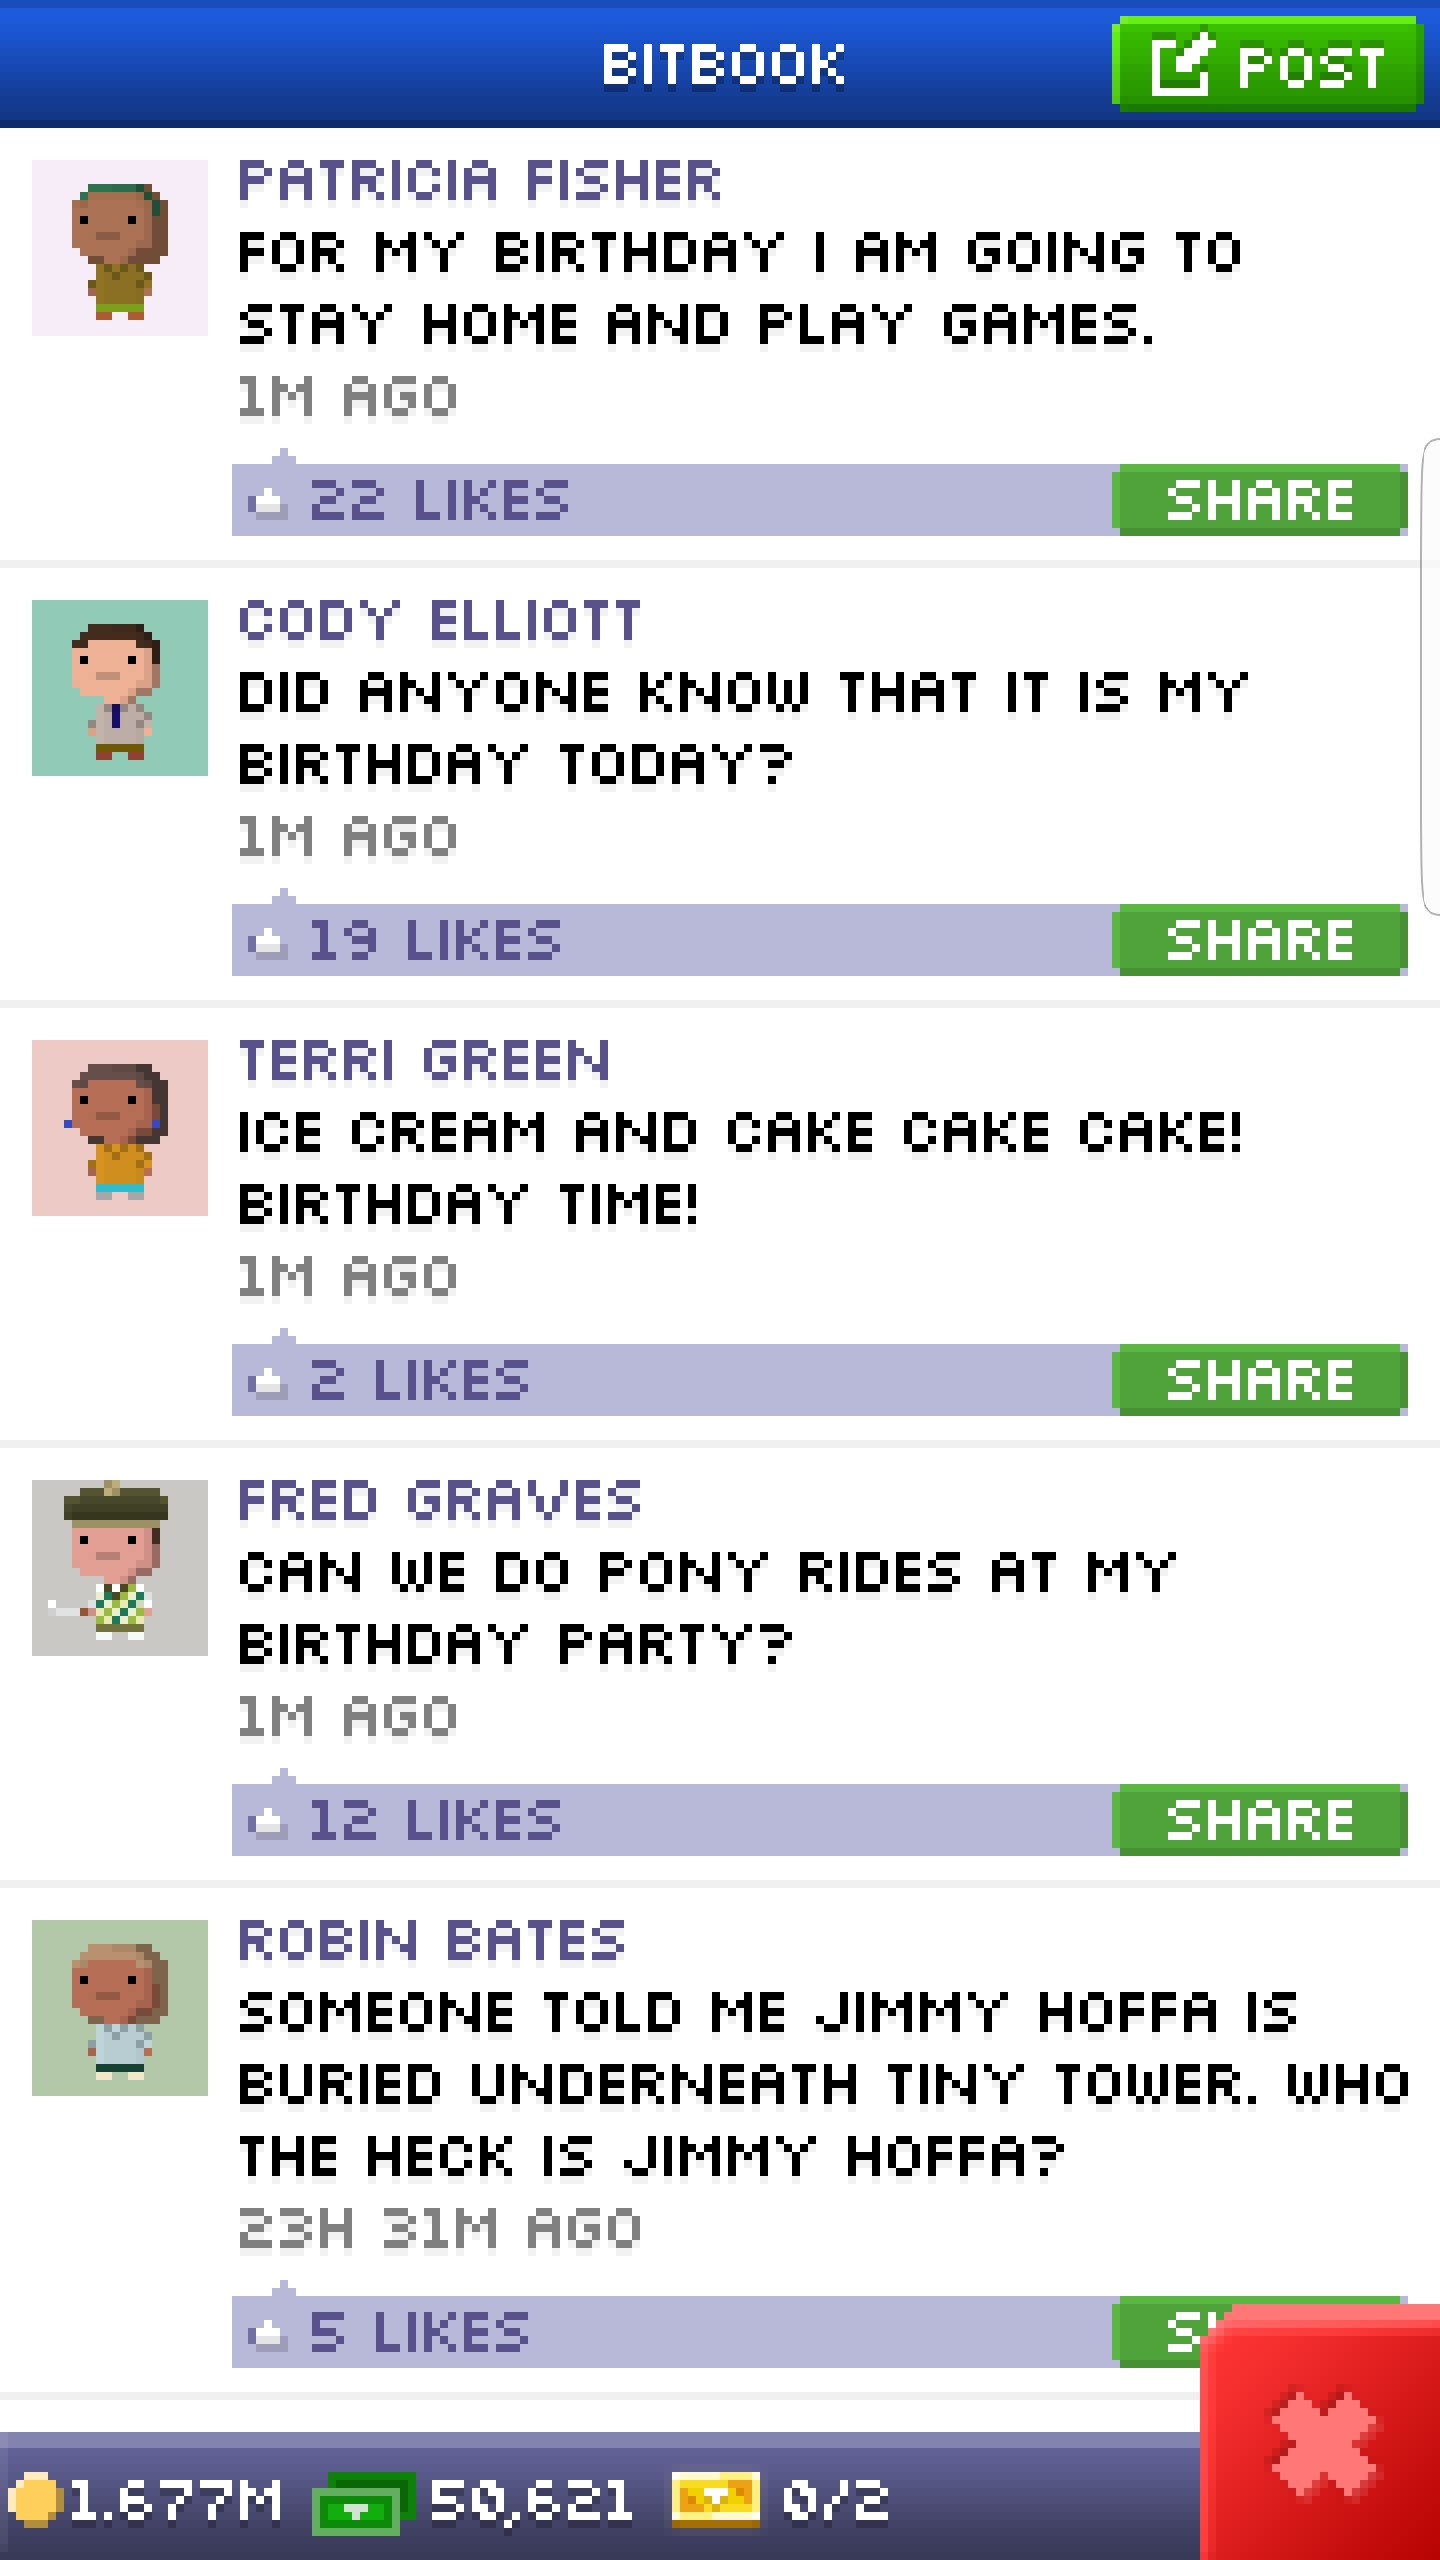 BITBOOK
POST
PATRICIA FISHER
FOR MY BIRTHDAY I AM GOING TO
STAY HOME AND PLAY GAMES.
1M AGO
22 LIKES
SHARE
CODY ELLIOTT
DID ANYONE KNOW THAT IT IS MY
BIRTHDAY TODAY?
1M AGO
19 LIKES
SHARE
TERRI GREEN
ICE CREAM AND CAKE CAKE CAKE!
BIRTHDAY TIME!
1M AGO
2 LIKES
SHARE
FRED GRAVES
CAN WE DO PONY RIDES AT MY
BIRTHDAY PARTY?
1M AGO
12 LIKES
SHARE
ROBIN BATES
SOMEONE TOLD ME JIMMY HOFFA IS
BURIED UNDERNEATH TINY TOWER. WHO
THE HECK IS JIMMY HOFFA?
23H 31M AGO
5 LIKES
1.677M
50,621
0/2